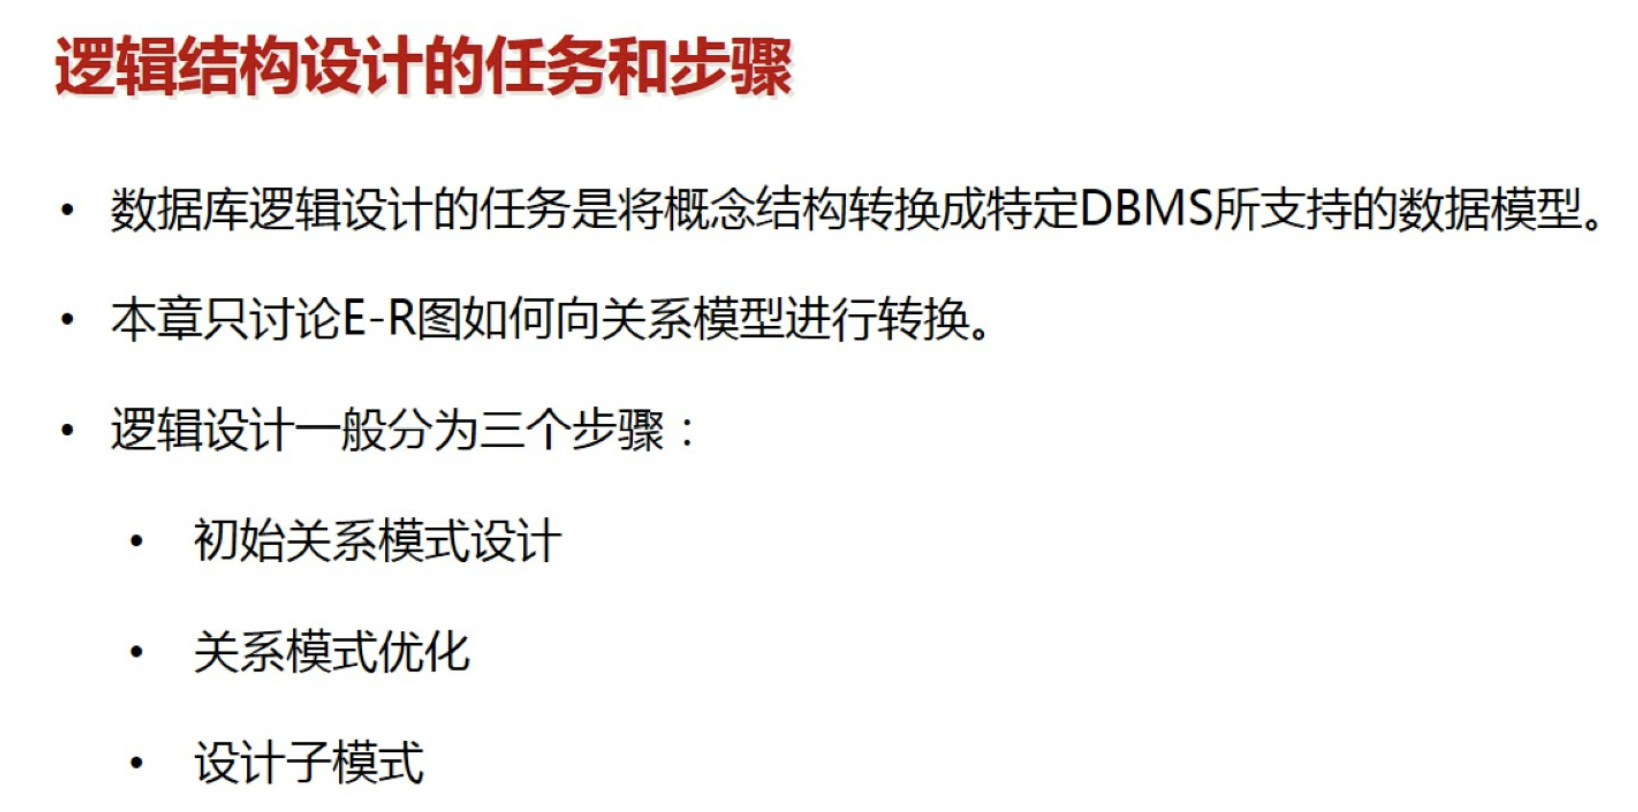 逻辑结构设计的任务和步骤
• 数据库逻辑设计的任务是将概念结构转换成特定DBMS所支持的数据模型。
• 本章只讨论E-R图如何向关系模型进行转换。
• 逻辑设计一般分为三个步骤：
• 初始关系模式设计
• 关系模式优化
• 设计子模式